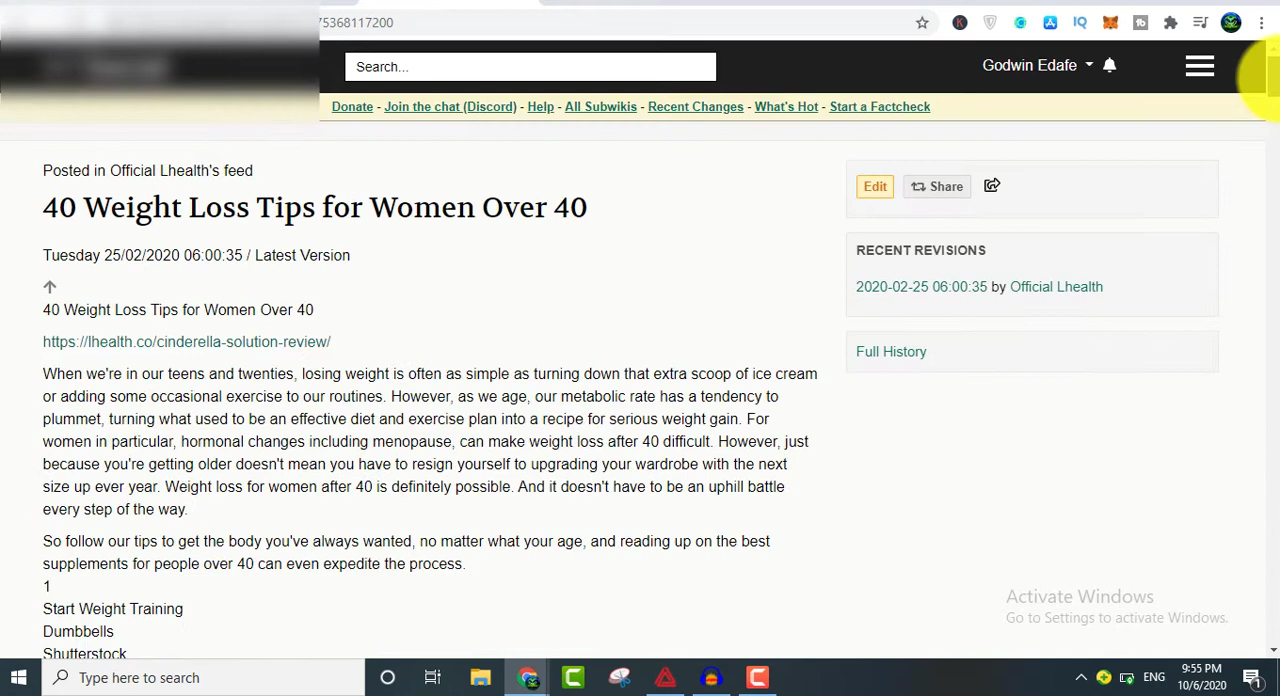 75368117200
Search...
Godwin Edafe
Donate - Join the chat (Discord) - Help - All Subwikis - Recent Changes - What's Hot - Start a Factcheck
Posted in Official Lhealth's feed
40 Weight Loss Tips for Women Over 40
Tuesday 25/02/2020 06:00:35 / Latest Version
40 Weight Loss Tips for Women Over 40
https://lhealth.co/cinderella-solution-review/
When we're in our teens and twenties, losing weight is often as simple as turning down that extra scoop of ice cream
or adding some occasional exercise to our routines. However, as we age, our metabolic rate has a tendency to
plummet, turning what used to be an effective diet and exercise plan into a recipe for serious weight gain. For
women in particular, hormonal changes including menopause, can make weight loss after 40 difficult. However, just
because you're getting older doesn't mean you have to resign yourself to upgrading your wardrobe with the next
size up ever year. Weight loss for women after 40 is definitely possible. And it doesn't have to be an uphill battle
every step of the way.
So follow our tips to get the body you've always wanted, no matter what your age, and reading up on the best
supplements for people over 40 can even expedite the process.
1
Start Weight Training
Dumbbells
Shutterstock
Edit
Share
RECENT REVISIONS
2020-02-25 06:00:35 by Official Lhealth
Full History
Activate Windows
Go to Settings to activate Windows.
Type here to search
ENG
9:55 PM
10/6/2020